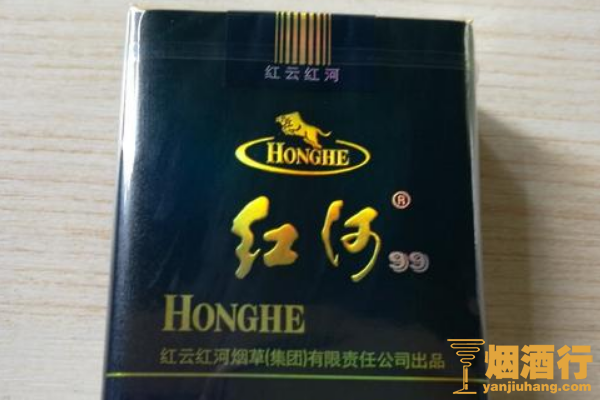 红云红河
HONGHE
红河®
99
HONGHE
红云红河烟草(集团)有限责任公司出品
烟酒行
yanjiuhang.com